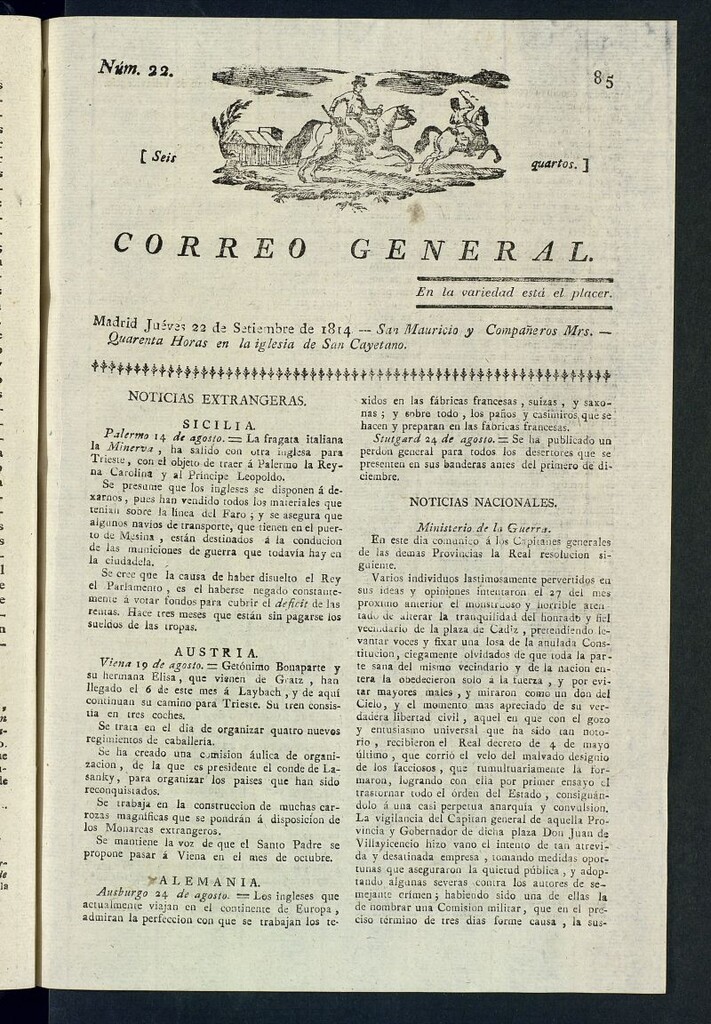 Núm. 22.
85
[ Seis
quartos. ]
CORREO GENERAL.
En la variedad está el placer.
Madrid Juéves 22 de Setiembre de 1814 — San Mauricio y Compañeros Mrs. —
Quarenta Horas en la iglesia de San Cayetano.
NOTICIAS EXTRANGERAS.
SICILIA.
Palermo 14 de agosto. = La fragata italiana
la Minerva, ha salido con otra inglesa para
Trieste, con el objeto de traer á Palermo la Rey-
na Carolina y al Príncipe Leopoldo.
Se presume que los ingleses se disponen á de-
xarnos, pues han vendido todos los materiales que
tenian sobre la linea del Faro; y se asegura que
algunos navios de transporte, que tienen en el puer-
to de Mesina, están destinados á la conducion
de las municiones de guerra que todavía hay en
la ciudadela.
Se cree que la causa de haber disuelto el Rey
el Parlamento, es el haberse negado constante-
mente á votar fondos para cubrir el deficit de las
rentas. Hace tres meses que están sin pagarse los
sueldos de las tropas.
AUSTRIA.
Viena 19 de agosto. = Gerónimo Bonaparte y
su hermana Elisa, que vienen de Gratz, han
llegado el 6 de este mes á Laybach, y de aquí
continuan su camino para Trieste. Su tren consis-
tia en tres coches.
Se trata en el dia de organizar quatro nuevos
regimientos de caballería.
Se ha creado una comision áulica de organi-
zacion, de la que es presidente el conde de La-
sanky, para organizar los paises que han sido
reconquistados.
Se trabaja en la construccion de muchas car-
rozas magníficas que se pondrán á disposicion de
los Monarcas extrangeros.
Se mantiene la voz de que el Santo Padre se
propone pasar á Viena en el mes de octubre.
ALEMANIA.
Ausburgo 24 de agosto. = Los ingleses que
actualmente viajan en el continente de Europa,
admiran la perfeccion con que se trabajan los te-
xidos en las fábricas francesas, suizas, y saxo-
nas; y sobre todo, los paños y casimiros que se
hacen y preparan en las fabricas francesas.
Stutgard 24 de agosto. = Se ha publicado un
perdon general para todos los desertores que se
presenten en sus banderas antes del primero de di-
ciembre.
NOTICIAS NACIONALES.
Ministerio de la Guerra.
En este dia comunico á los Capitanes generales
de las demas Provincias la Real resolucion si-
guiente.
Varios individuos lastimosamente pervertidos en
sus ideas y opiniones intentaron el 27 del mes
proximo anterior el monstruoso y horrible aten
tado de alterar la tranquilidad del honrado y fiel
vecindario de la plaza de Cadiz, pretendiendo le-
vantar voces y fixar una losa de la anulada Cons-
titucion, ciegamente olvidados de que toda la par-
te sana del mismo vecindario y de la nacion en-
tera la obedecieron solo á la fuerza, y por evi
tar mayores males, y miraron como un don del
Cielo, y el momento mas apreciado de su ver-
dadera libertad civil, aquel en que con el gozo
y entusiasmo universal que ha sido tan noto-
rio, recibieron el Real decreto de 4 de mayo
último, que corrió el velo del malvado designio
de los facciosos, que tumultuariamente la for-
maron, logrando con ella por primer ensayo el
trastornar todo el órden del Estado, consignán-
dolo á una casi perpetua anarquia y convulsion.
La vigilancia del Capitan general de aquella Pro-
vincia y Gobernador de dicha plaza Don Juan de
Villavicencio hizo vano el intento de tan atrevi-
da y desatinada empresa, tomando medidas opor-
tunas que aseguraron la quietud pública, y adop-
tando algunas severas contra los autores de se-
mejante crimen; habiendo sido una de ellas la
de nombrar una Comision militar, que en el pre-
ciso término de tres dias forme causa, la sus-